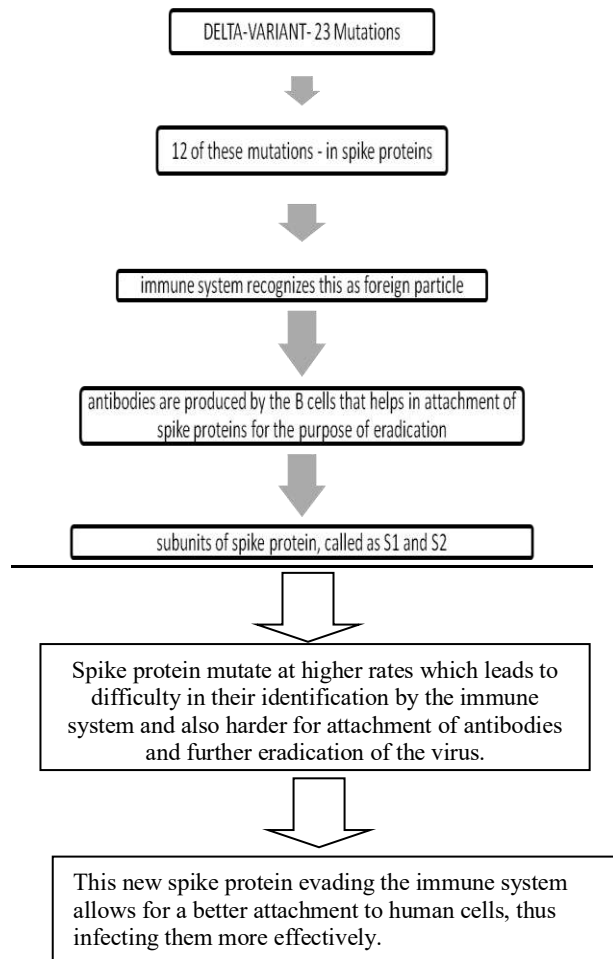 DELTA-VARIANT- 23 Mutations
12 of these mutations - in spike proteins
immune system recognizes this as foreign particle
antibodies are produced by the B cells that helps in attachment of
spike proteins for the purpose of eradication
subunits of spike protein, called as S1 and S2
Spike protein mutate at higher rates which leads to
difficulty in their identification by the immune
system and also harder for attachment of antibodies
and further eradication of the virus.
This new spike protein evading the immune system
allows for a better attachment to human cells, thus
infecting them more effectively.